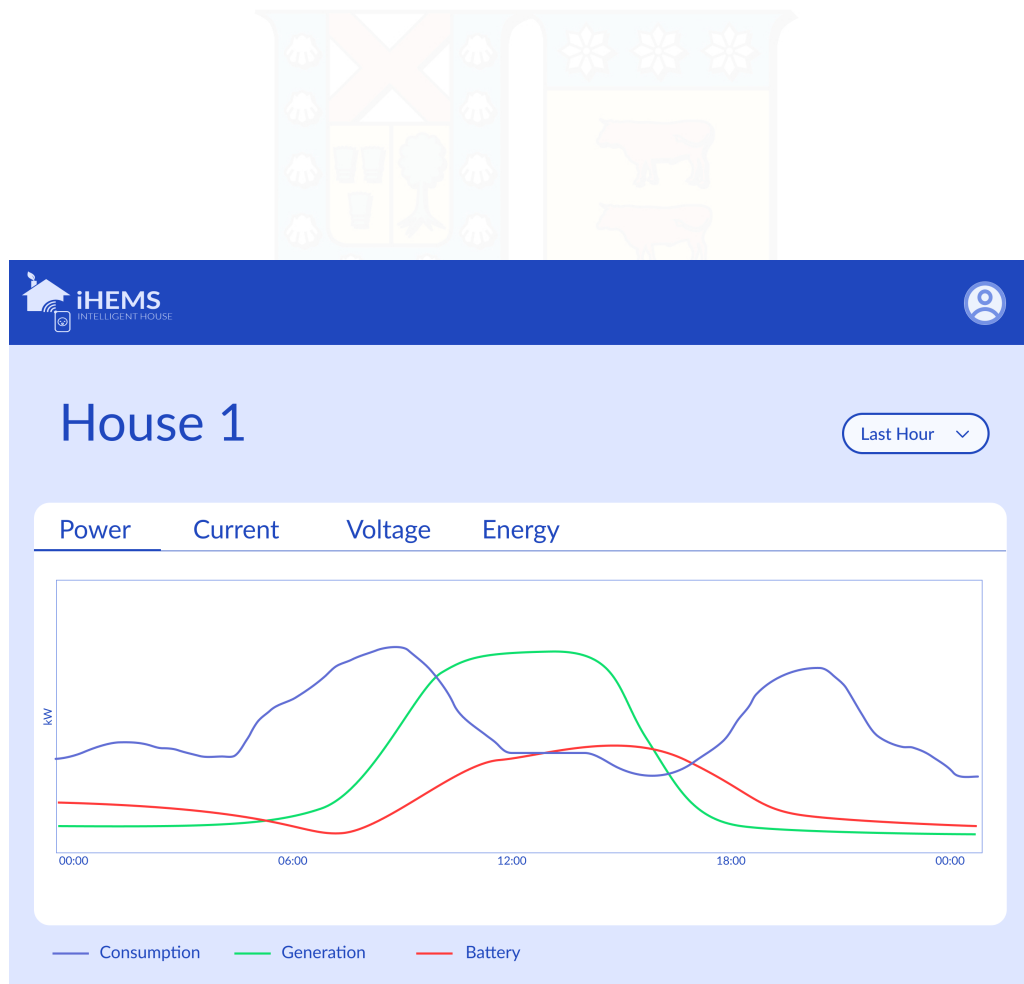 iHEMS
INTELLIGENT HOUSE
House 1
Last Hour
Power Current Voltage Energy
kW
00:00 06:00 12:00 18:00 00:00
Consumption Generation Battery